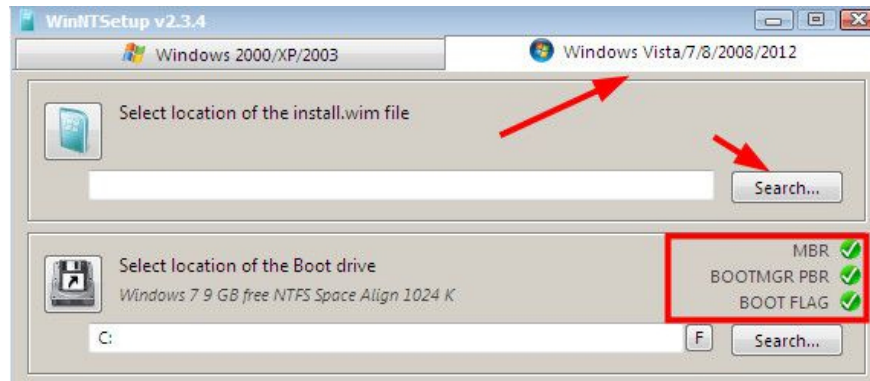 WinNTSetup v2.3.4
Windows 2000/XP/2003
Windows Vista/7/8/2008/2012
Select location of the install.wim file
Search...
Select location of the Boot drive
Windows 7 9 GB free NTFS Space Align 1024 K
MBR
BOOTMGR PBR
BOOT FLAG
C:
F
Search...